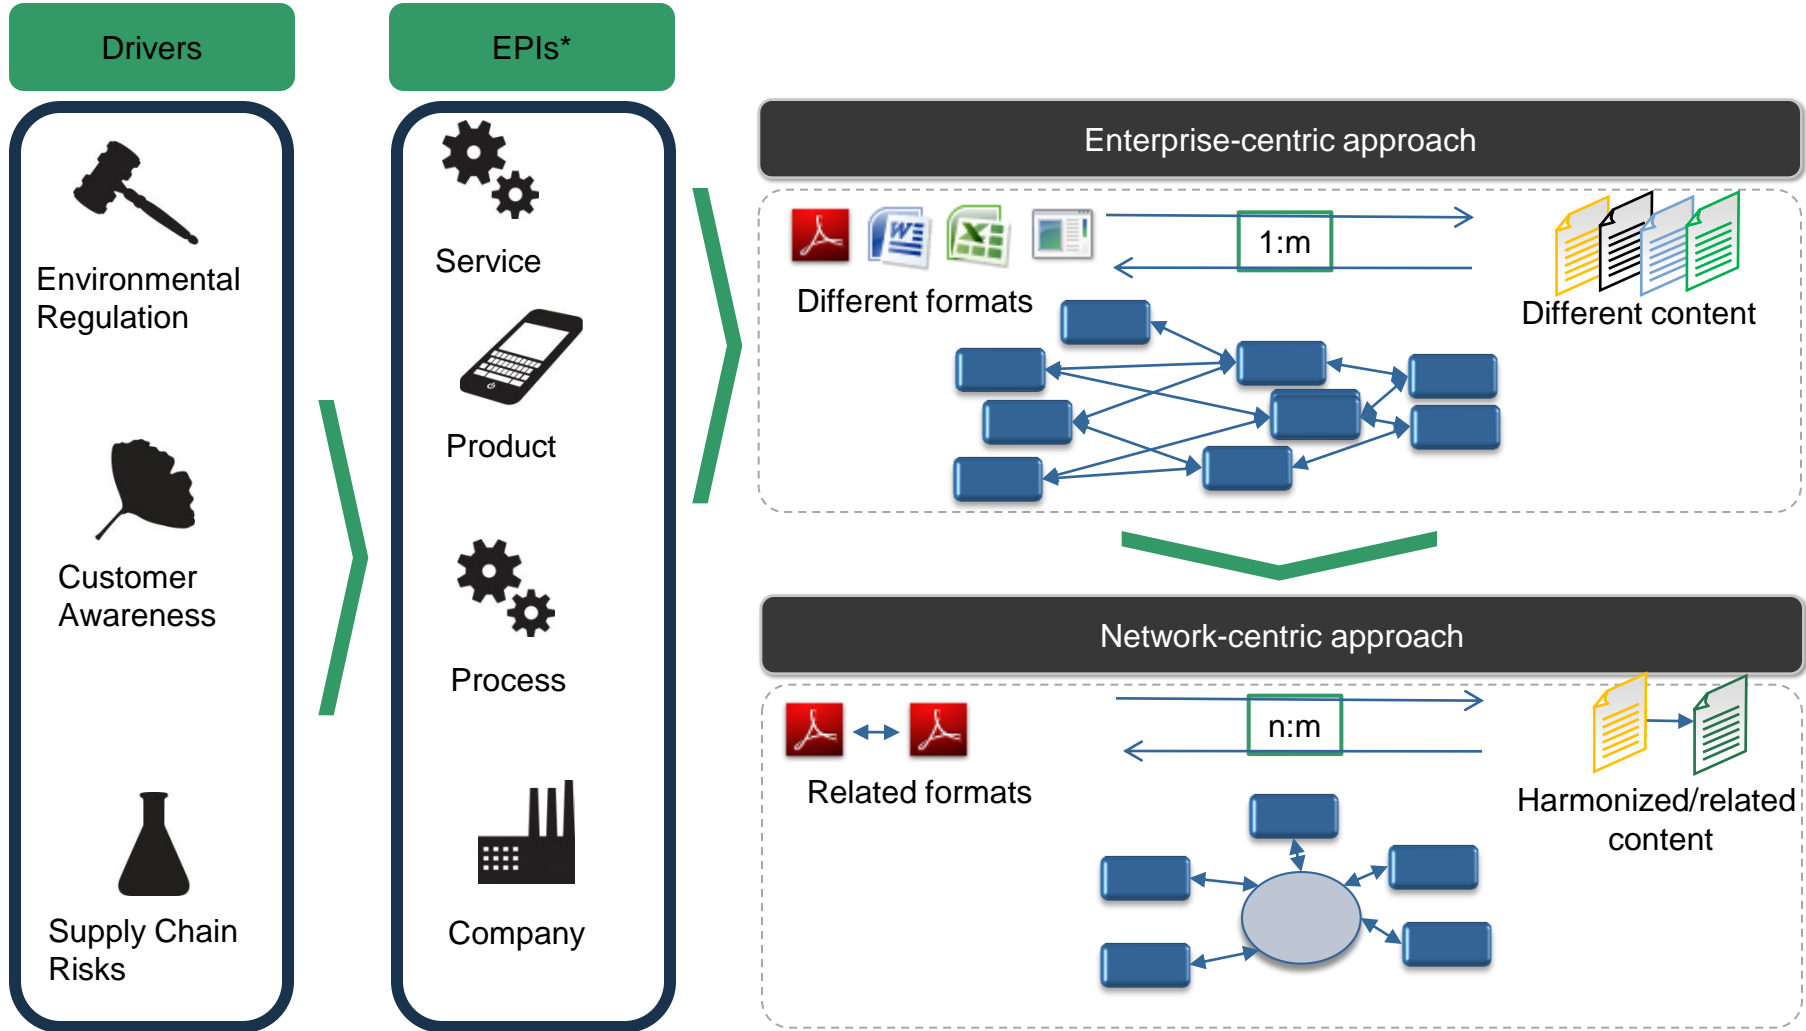 Drivers
EPIs*
Environmental
Regulation
Customer
Awareness
Supply Chain
Risks
Service
Product
Process
Company
Enterprise-centric approach
1:m
Different formats
Different content
Network-centric approach
n:m
Related formats
Harmonized/related
content